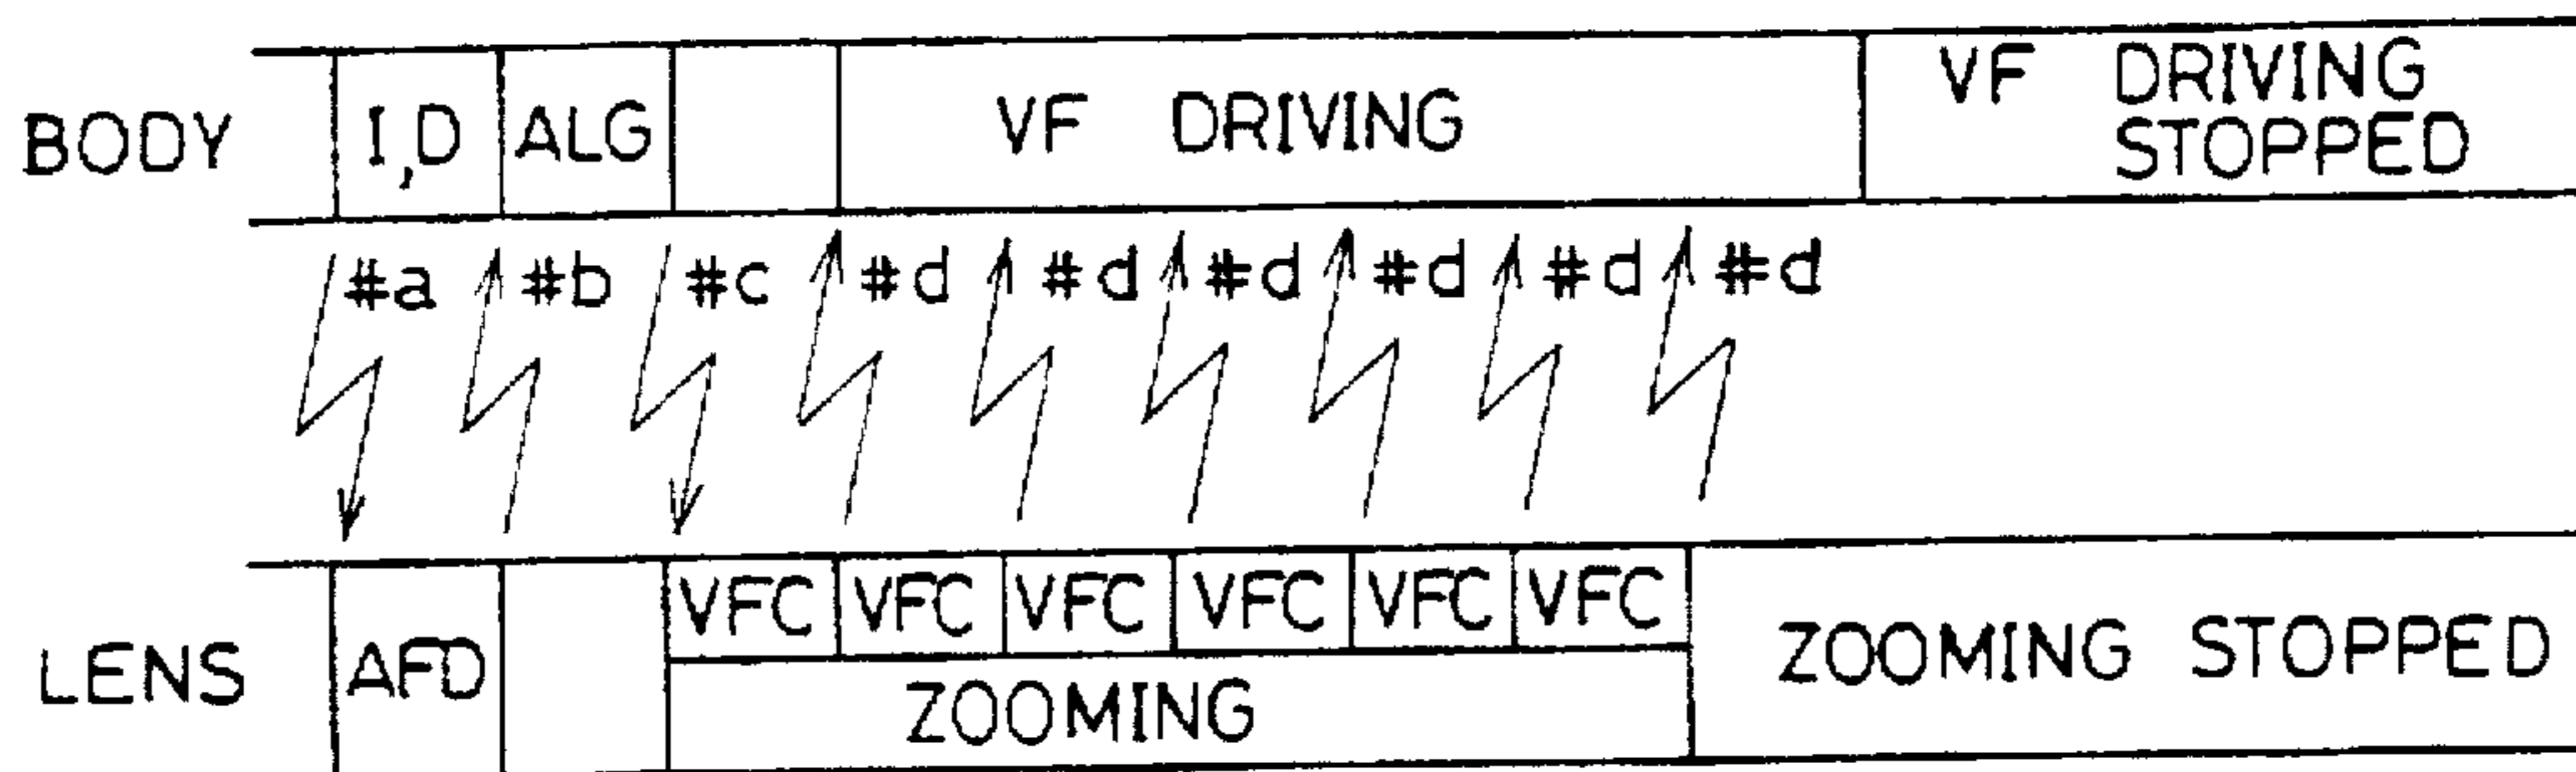 BODY I,D ALG VF DRIVING VF DRIVING
STOPPED
#a #b #c #d #d #d #d #d #d
VFC VFC VFC VFC VFC VFC
LENS AFD ZOOMING ZOOMING STOPPED